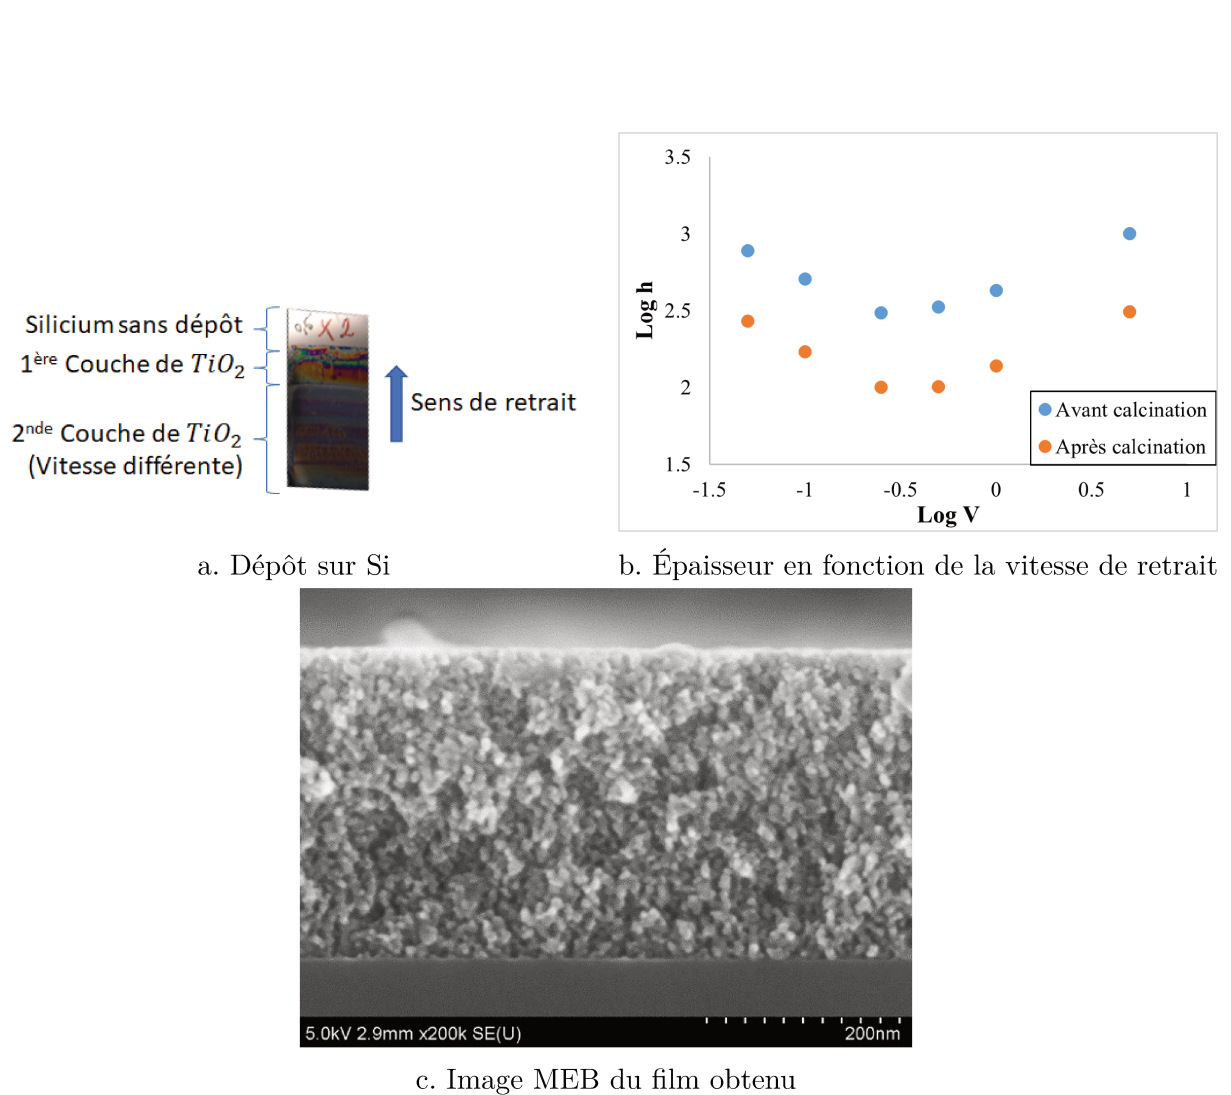 Silicium sans dépôt
1ère Couche de TiO2
2nde Couche de TiO2
(Vitesse différente)
X 2
Sens de retrait
a. Dépôt sur Si
3.5
3
2.5
2
1.5
Log h
-1.5 -1 -0.5 0 0.5 1
Log V
Avant calcination
Après calcination
b. Épaisseur en fonction de la vitesse de retrait
5.0kV 2.9mm x200k SE(U) 200nm
c. Image MEB du film obtenu